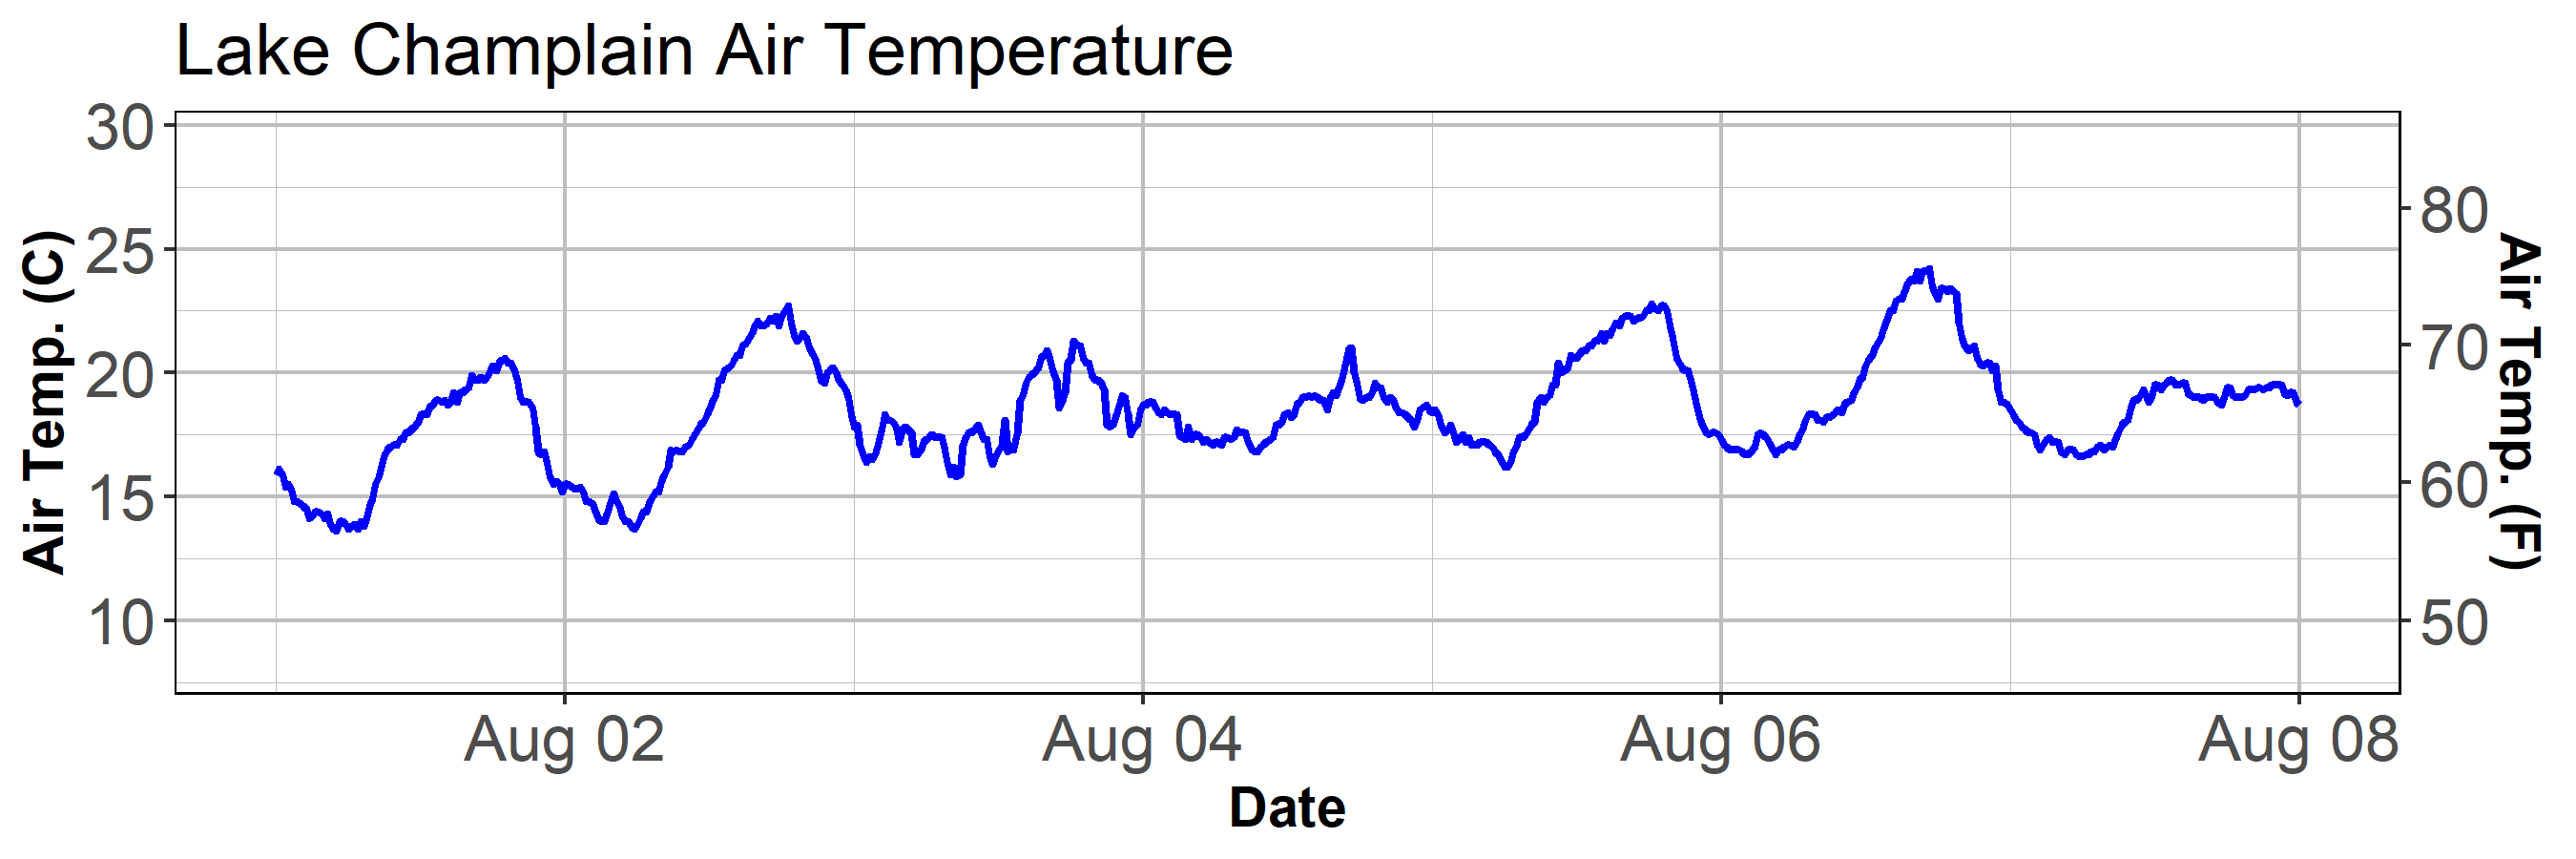 Lake Champlain Air Temperature
30
25
20
15
10
Air Temp. (C)
80
70
60
50
Air Temp. (F)
Aug 02
Aug 04
Aug 06
Aug 08
Date